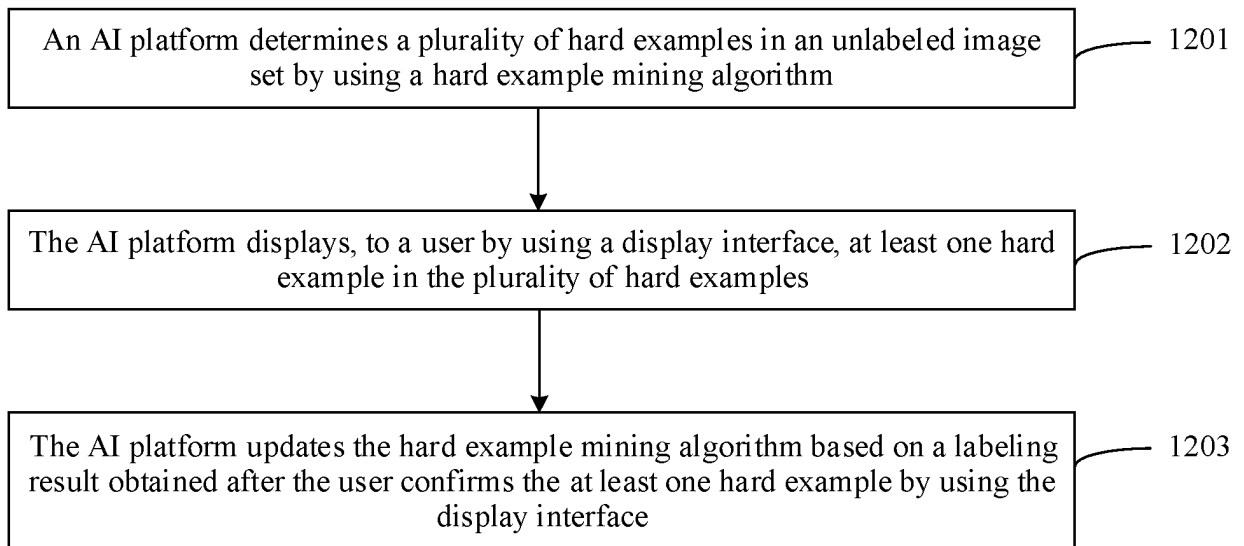 An AI platform determines a plurality of hard examples in an unlabeled image
set by using a hard example mining algorithm
1201
The AI platform displays, to a user by using a display interface, at least one hard
example in the plurality of hard examples
1202
The AI platform updates the hard example mining algorithm based on a labeling
result obtained after the user confirms the at least one hard example by using the
display interface
1203